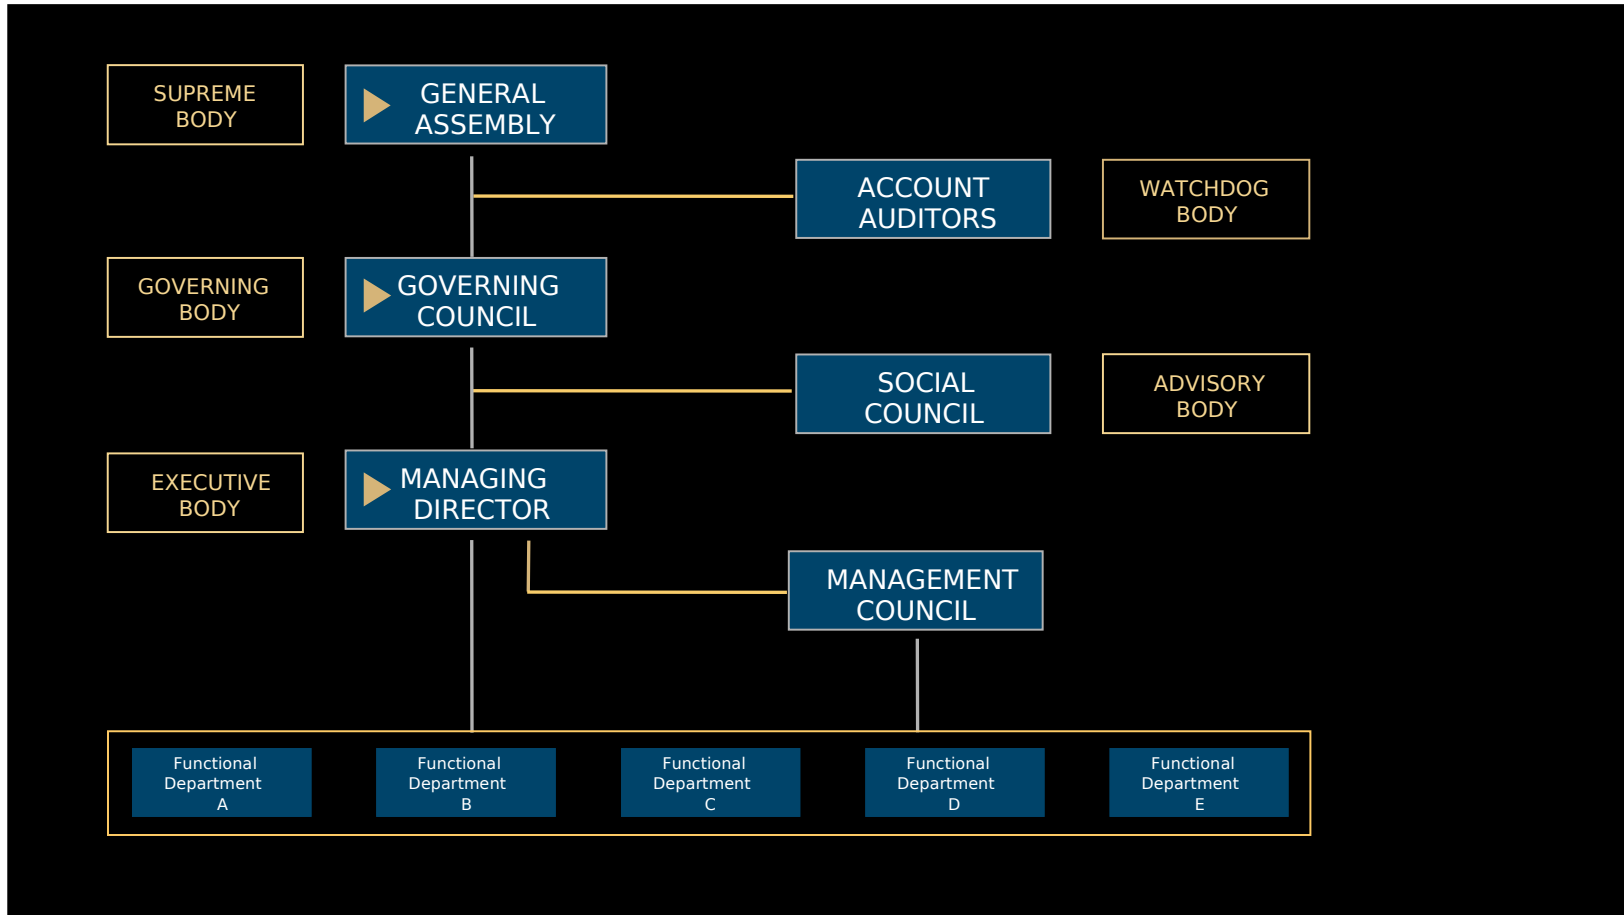 SUPREME
BODY
GENERAL
ASSEMBLY
ACCOUNT
AUDITORS
WATCHDOG
BODY
GOVERNING
BODY
GOVERNING
COUNCIL
SOCIAL
COUNCIL
ADVISORY
BODY
EXECUTIVE
BODY
MANAGING
DIRECTOR
MANAGEMENT
COUNCIL
Functional
Department
A
Functional
Department
B
Functional
Department
C
Functional
Department
D
Functional
Department
E